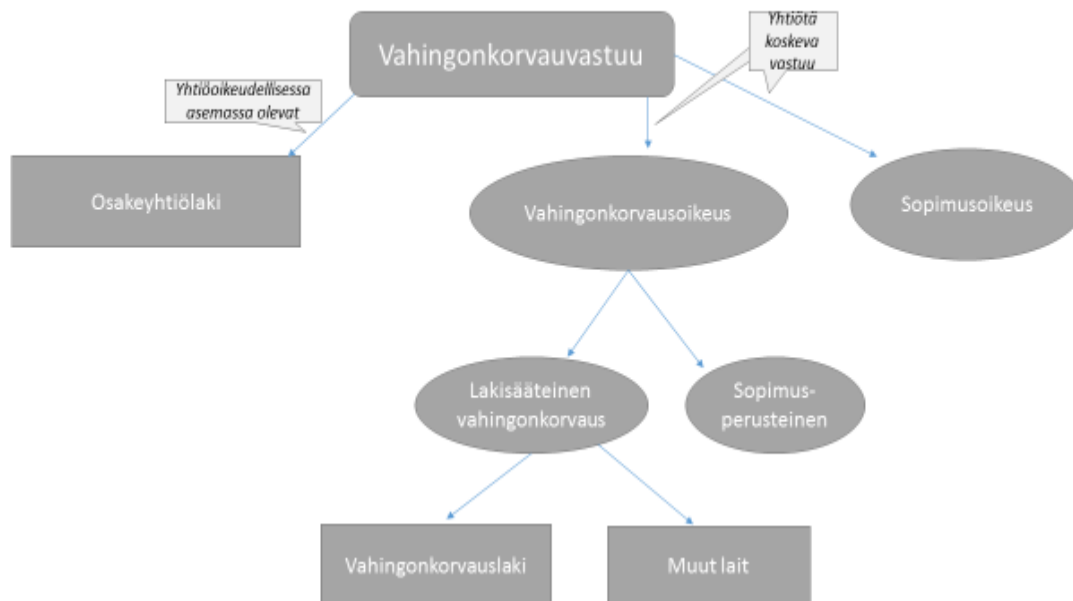 Vahingonkorvauvastuu
Yhtiötä
koskeva
vastuu
Yhtiöoikeudellisessa
asemassa olevat
Osakeyhtiölaki
Vahingonkorvausoikeus
Sopimusoikeus
Lakisääteinen
vahingonkorvaus
Sopimus-
perusteinen
Vahingonkorvauslaki
Muut lait